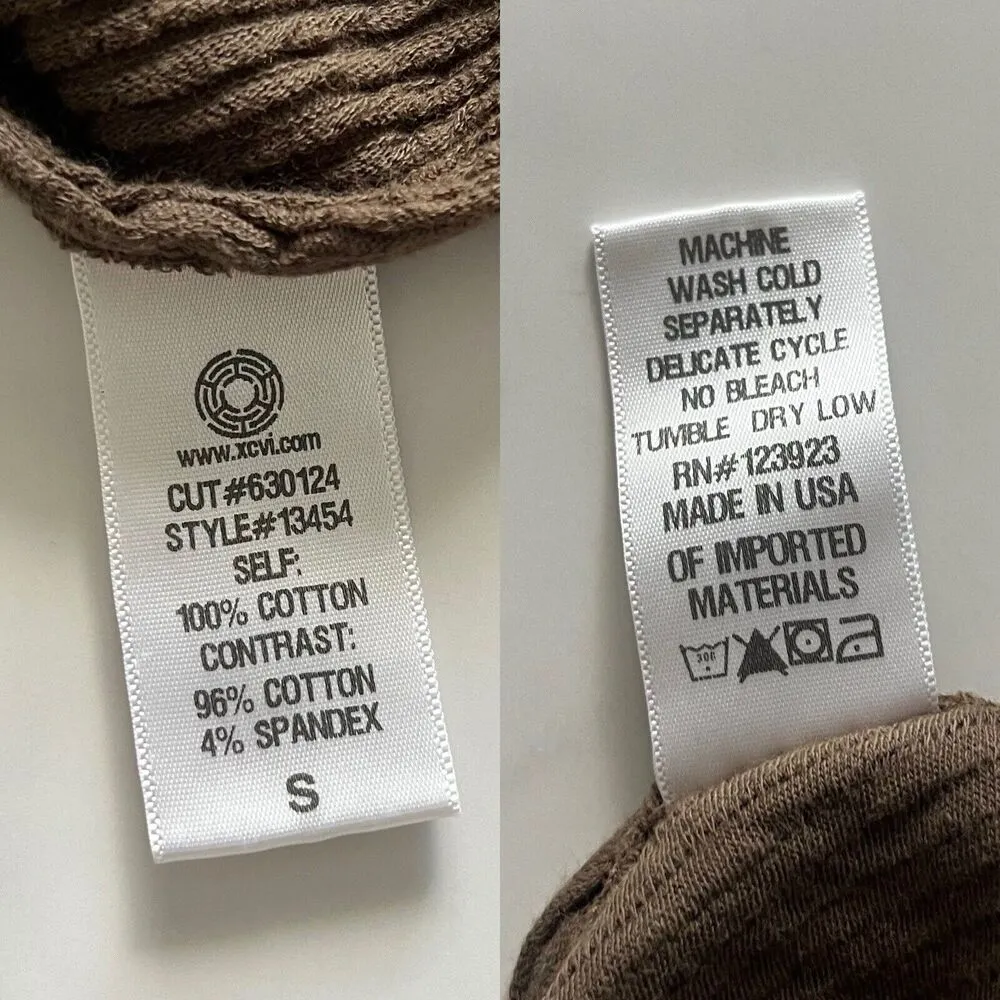 www.xcvi.com
CUT#630124
STYLE#13454
SELF:
100% COTTON
CONTRAST:
96% COTTON
4% SPANDEX
S
MACHINE
WASH COLD
SEPARATELY
DELICATE CYCLE
NO BLEACH
TUMBLE DRY LOW
RN#123923
MADE IN USA
OF IMPORTED
MATERIALS